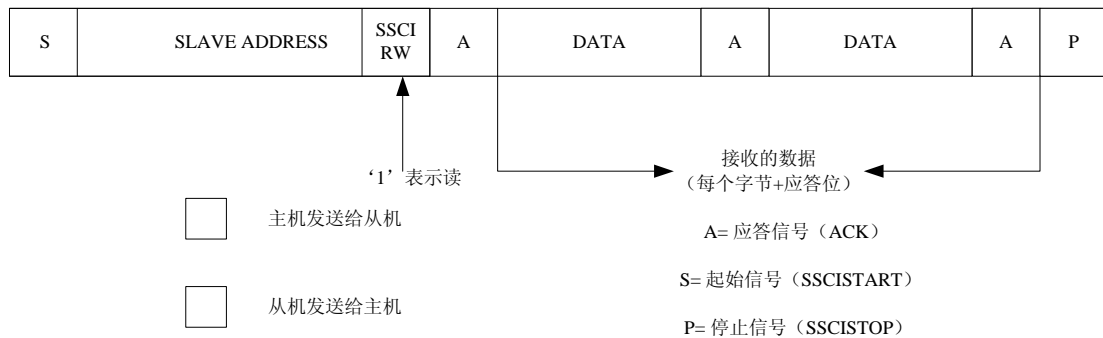 S SLAVE ADDRESS SSCI RW A DATA A DATA A P
‘1’表示读
接收的数据
（每个字节+应答位）
主机发送给从机
A= 应答信号（ACK）
S= 起始信号（SSCISTART）
从机发送给主机
P= 停止信号（SSCISTOP）